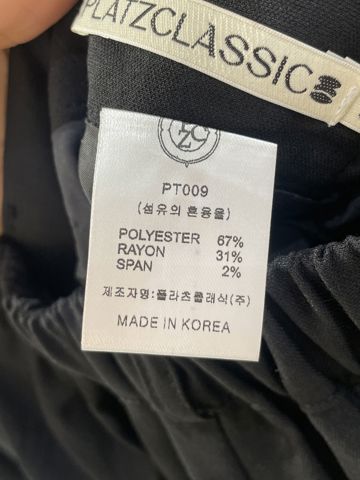 PLATZCLASSIC
PT009
(섬유의 혼용율)
POLYESTER 67%
RAYON 31%
SPAN 2%
제조자명:플라츠클래식(주)
MADE IN KOREA